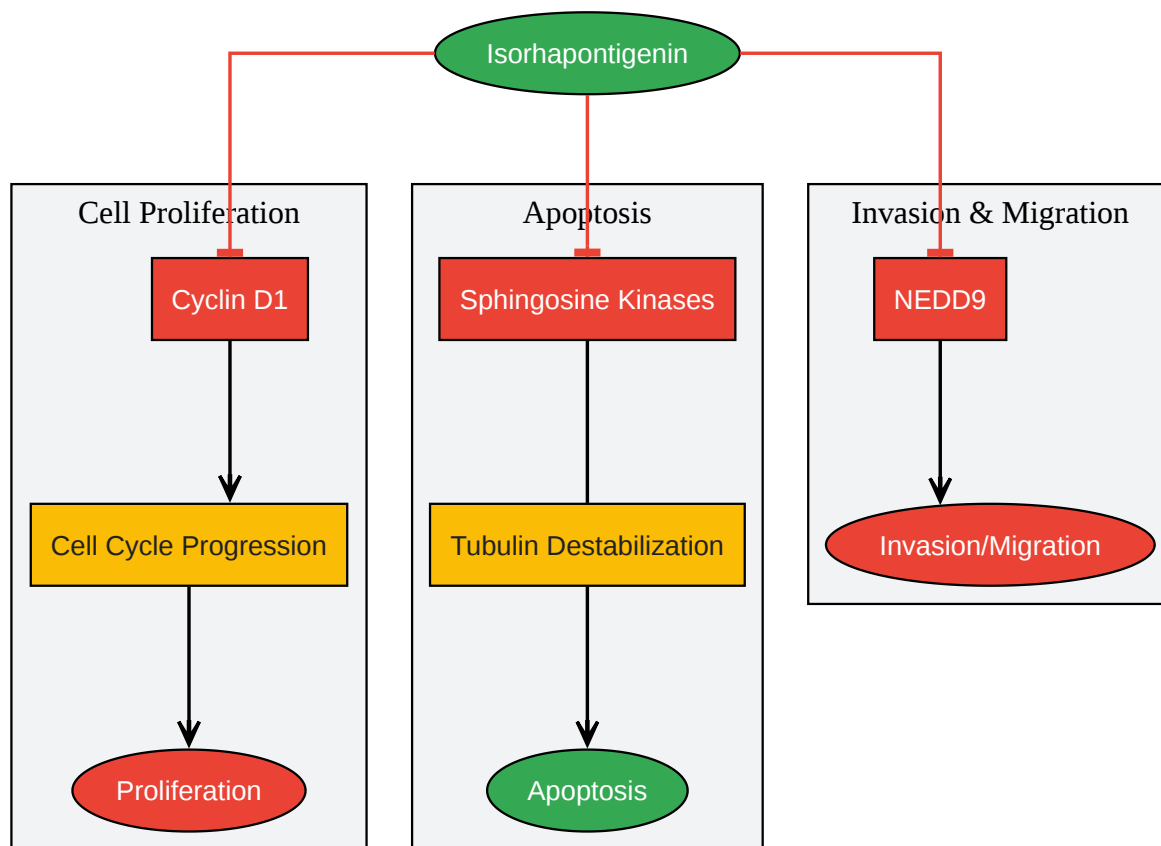 Isorhapontigenin
Cell Proliferation
Apoptosis
Invasion & Migration
Cyclin D1
Sphingosine Kinases
NEDD9
Cell Cycle Progression
Tubulin Destabilization
Invasion/Migration
Proliferation
Apoptosis